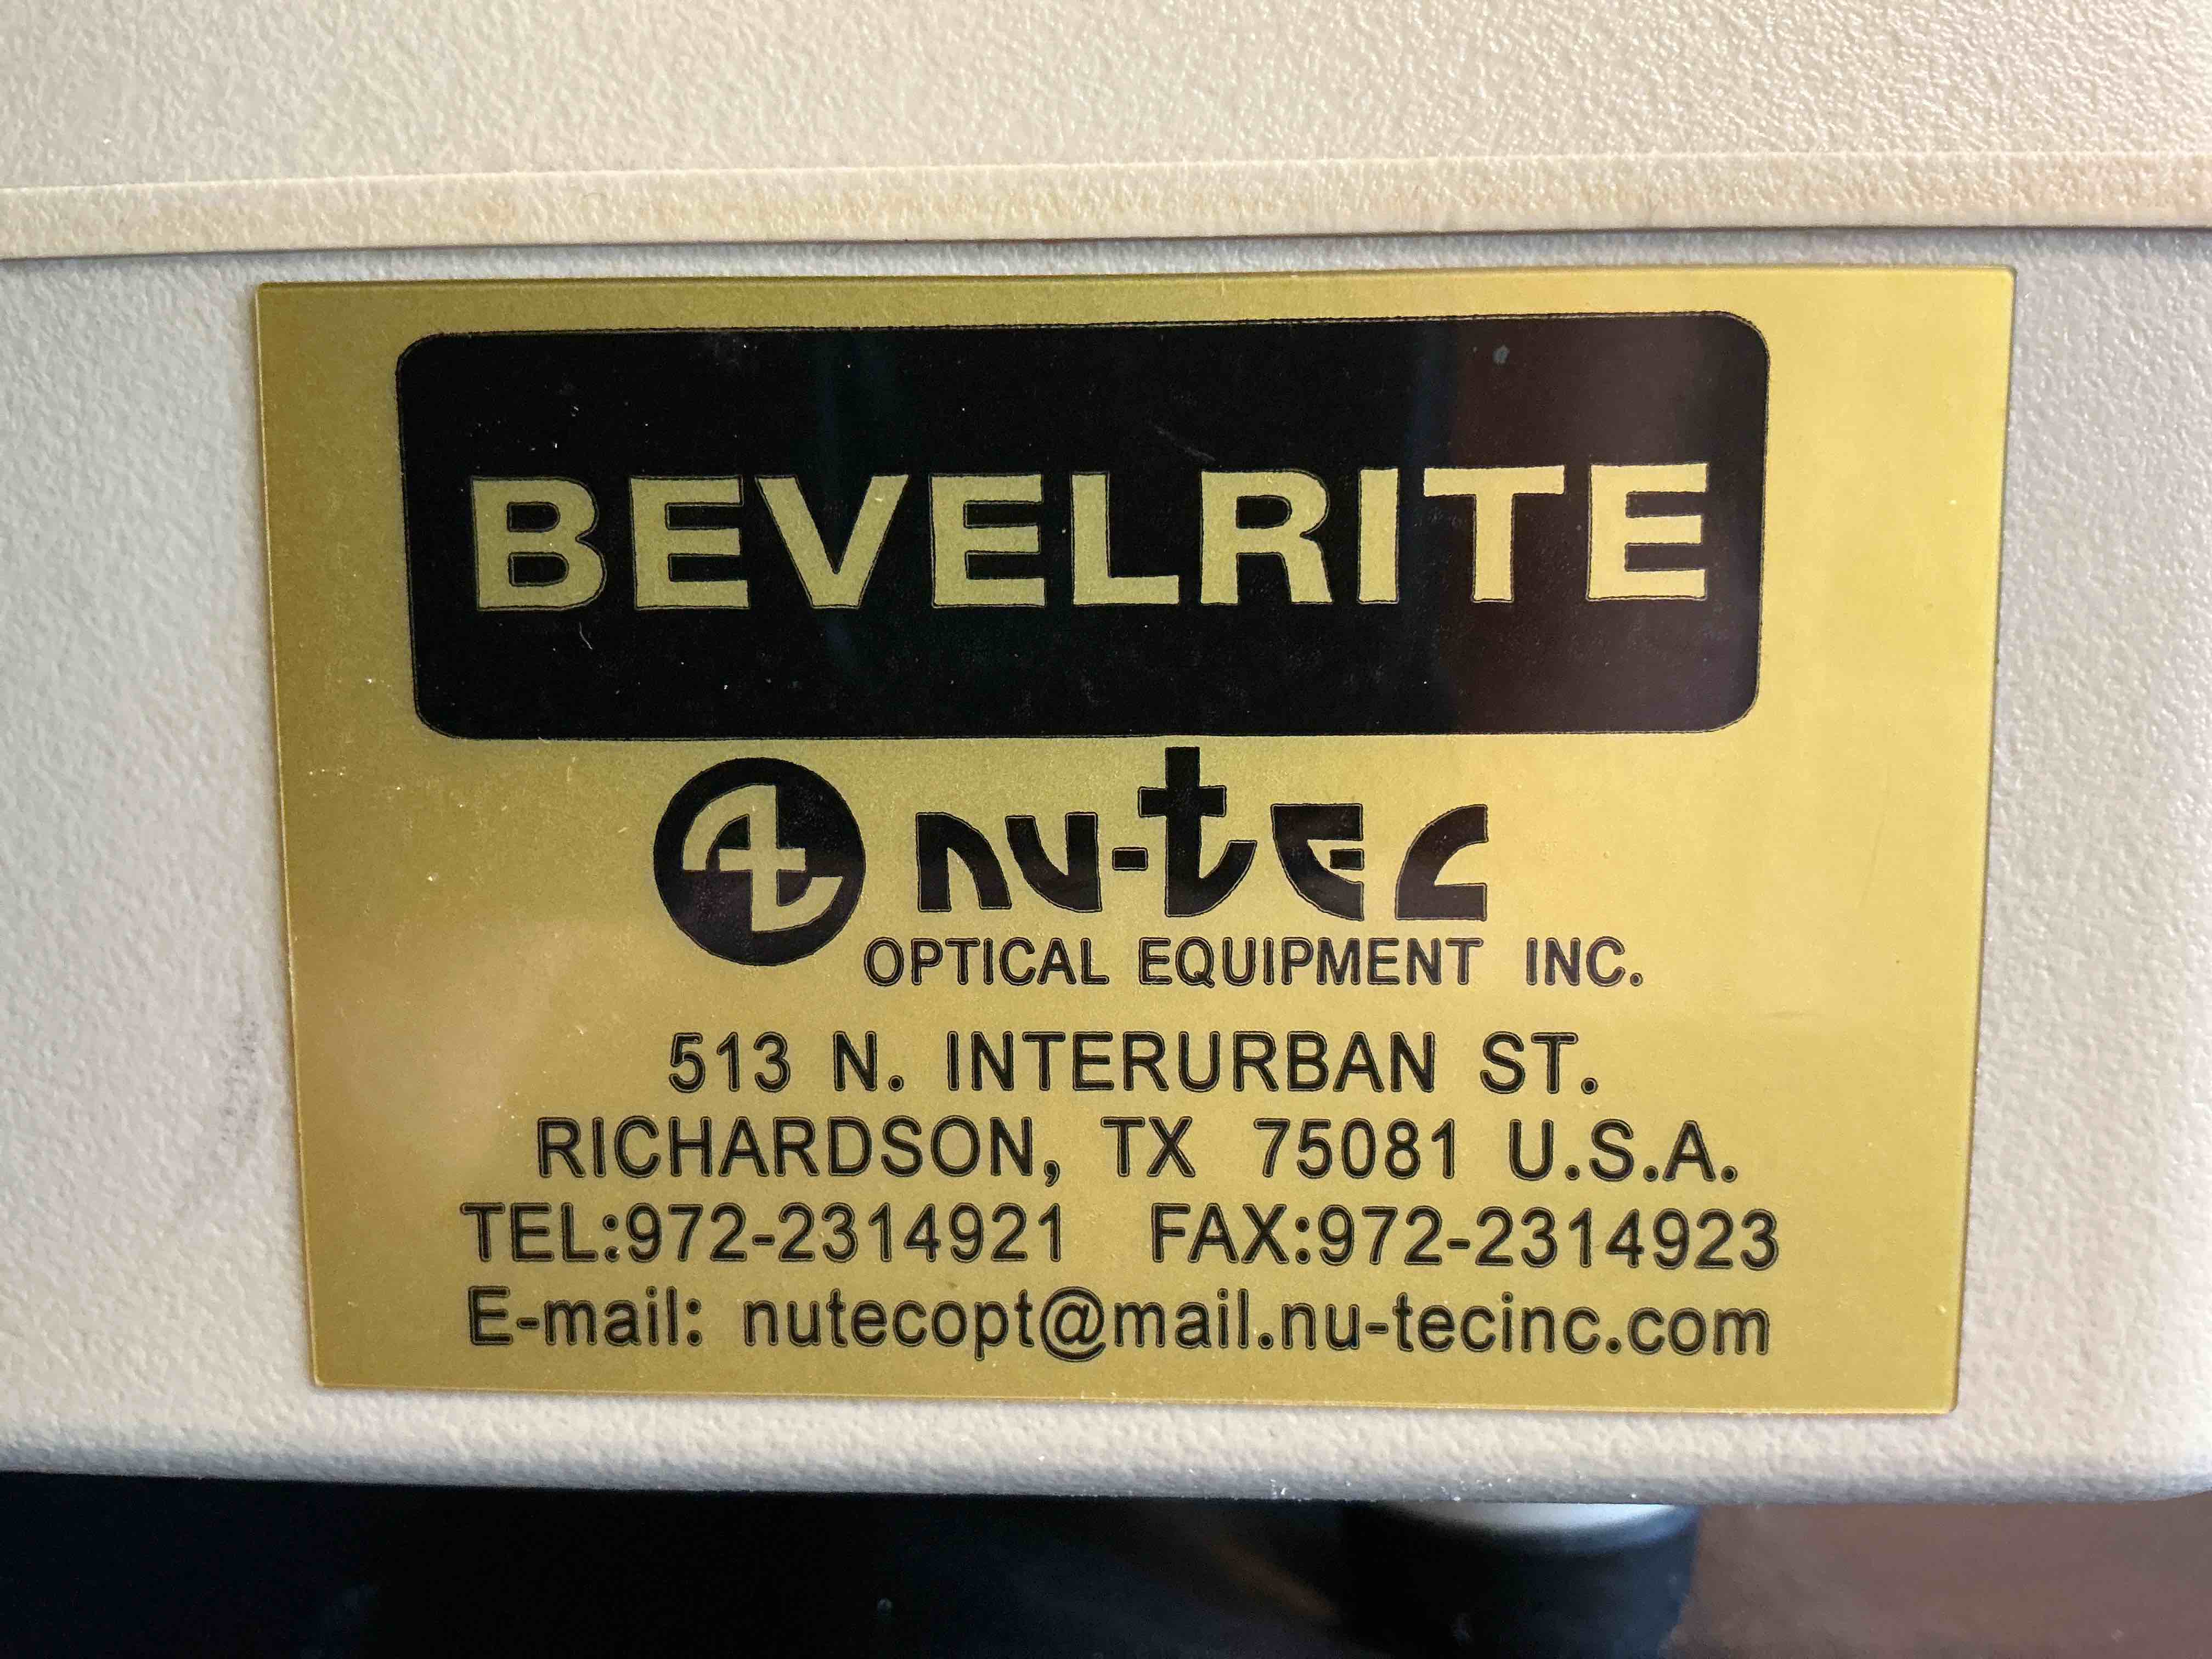 BEVELRITE
nu-tec
OPTICAL EQUIPMENT INC.
513 N. INTERURBAN ST.
RICHARDSON, TX 75081 U.S.A.
TEL:972-2314921 FAX:972-2314923
E-mail: nutecopt@mail.nu-tecinc.com